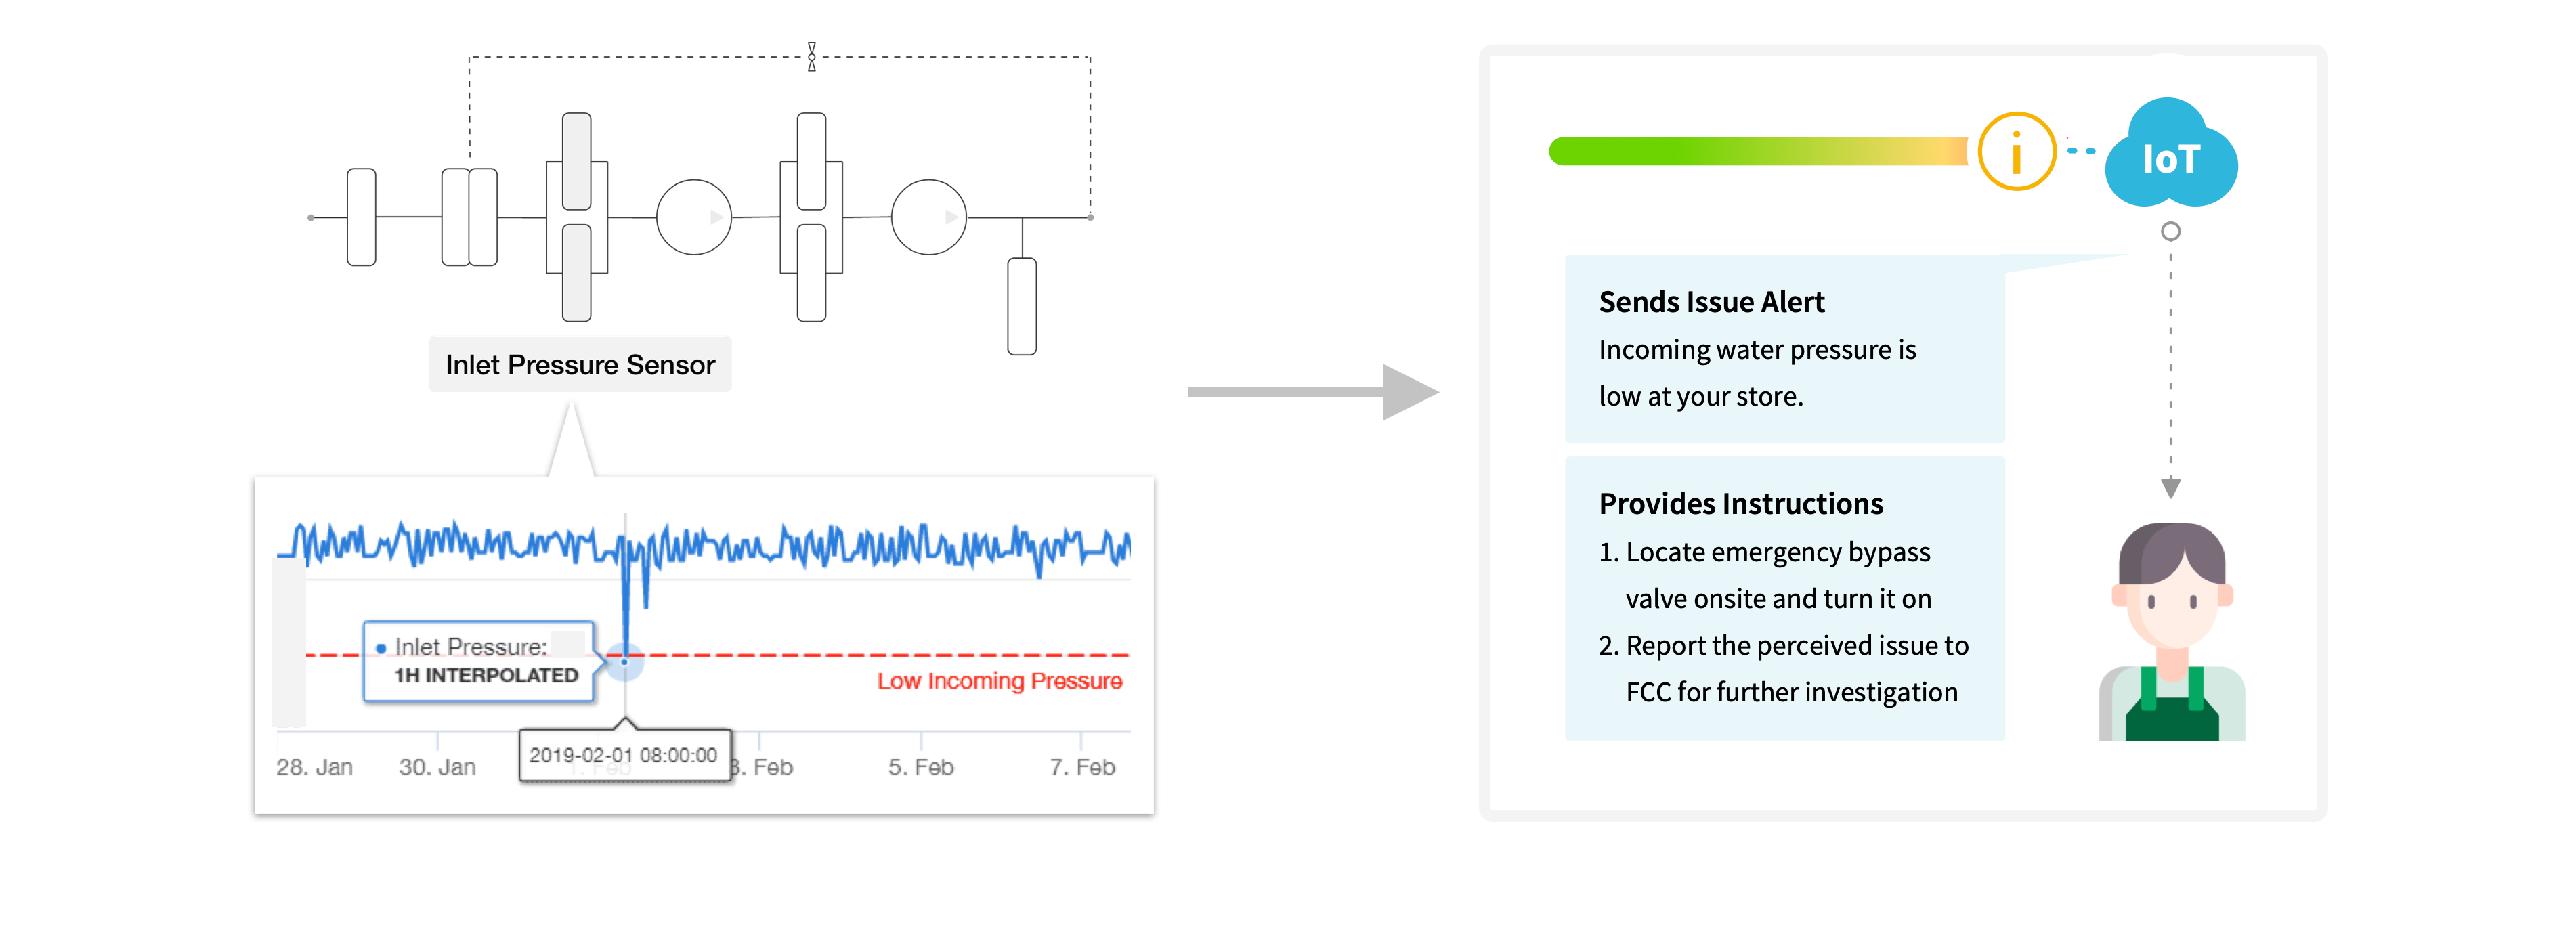 Inlet Pressure Sensor
Inlet Pressure:
1H INTERPOLATED
Low Incoming Pressure
2019-02-01 08:00:00
28. Jan
30. Jan
1. Feb
3. Feb
5. Feb
7. Feb
i
IoT
Sends Issue Alert
Incoming water pressure is
low at your store.
Provides Instructions
1. Locate emergency bypass
valve onsite and turn it on
2. Report the perceived issue to
FCC for further investigation